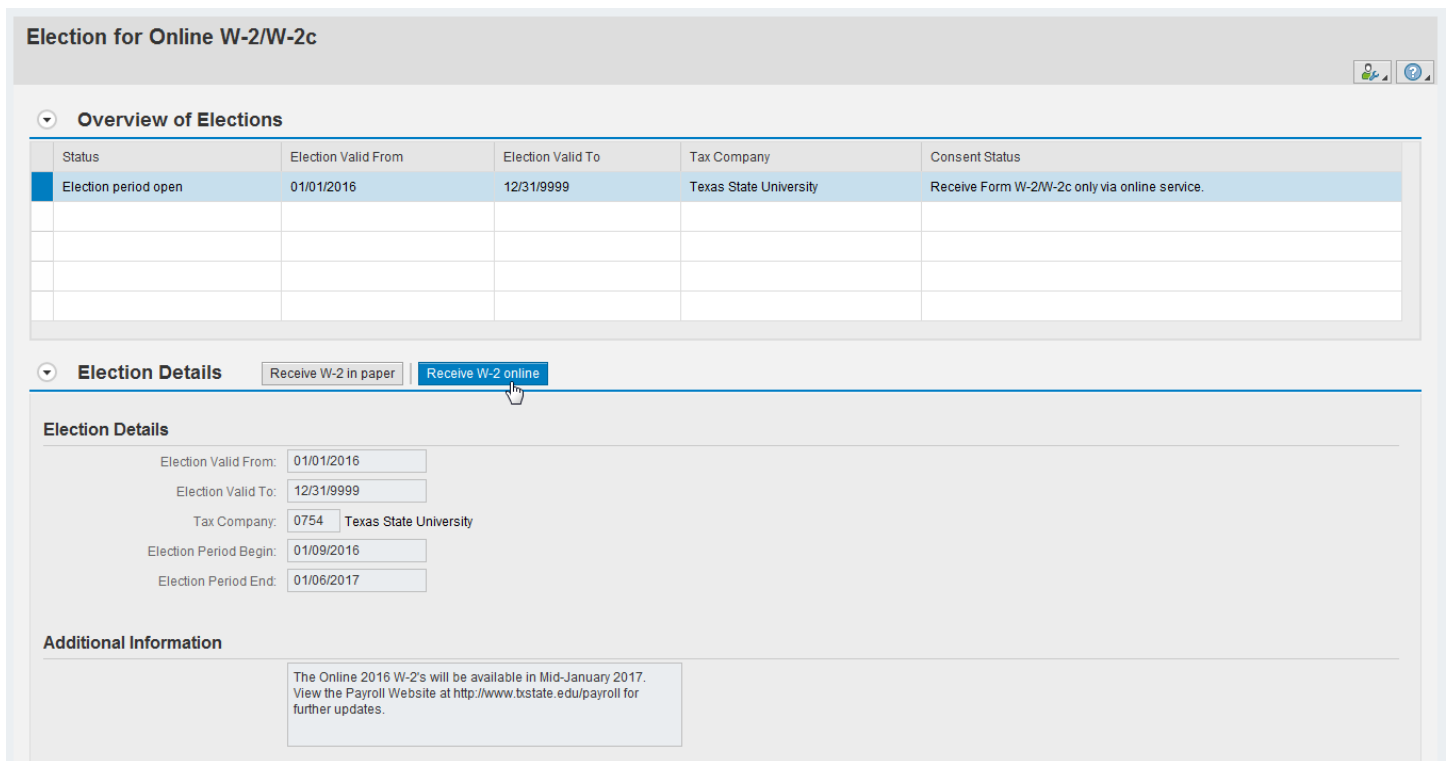 Election for Online W-2/W-2c
Overview of Elections
Status Election Valid From Election Valid To Tax Company Consent Status
Election period open 01/01/2016 12/31/9999 Texas State University Receive Form W-2/W-2c only via online service.
Election Details Receive W-2 in paper Receive W-2 online
Election Details
Election Valid From: 01/01/2016
Election Valid To: 12/31/9999
Tax Company: 0754 Texas State University
Election Period Begin: 01/09/2016
Election Period End: 01/06/2017
Additional Information
The Online 2016 W-2's will be available in Mid-January 2017.
View the Payroll Website at http://www.txstate.edu/payroll for
further updates.